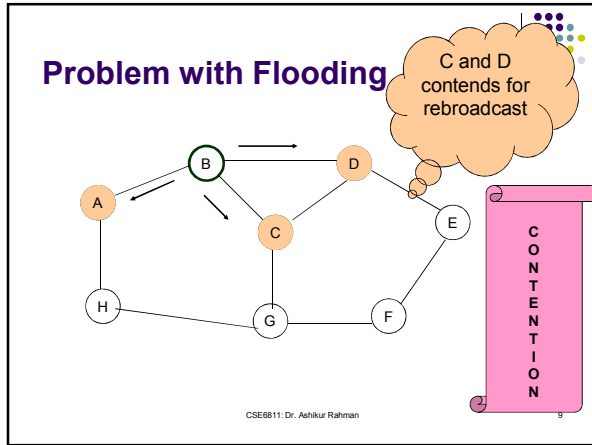 Problem with Flooding
C and D
contends for
rebroadcast
B
D
A
C
E
H
G
F
C
O
N
T
E
N
T
I
O
N
CSE6811: Dr. Ashikur Rahman
9